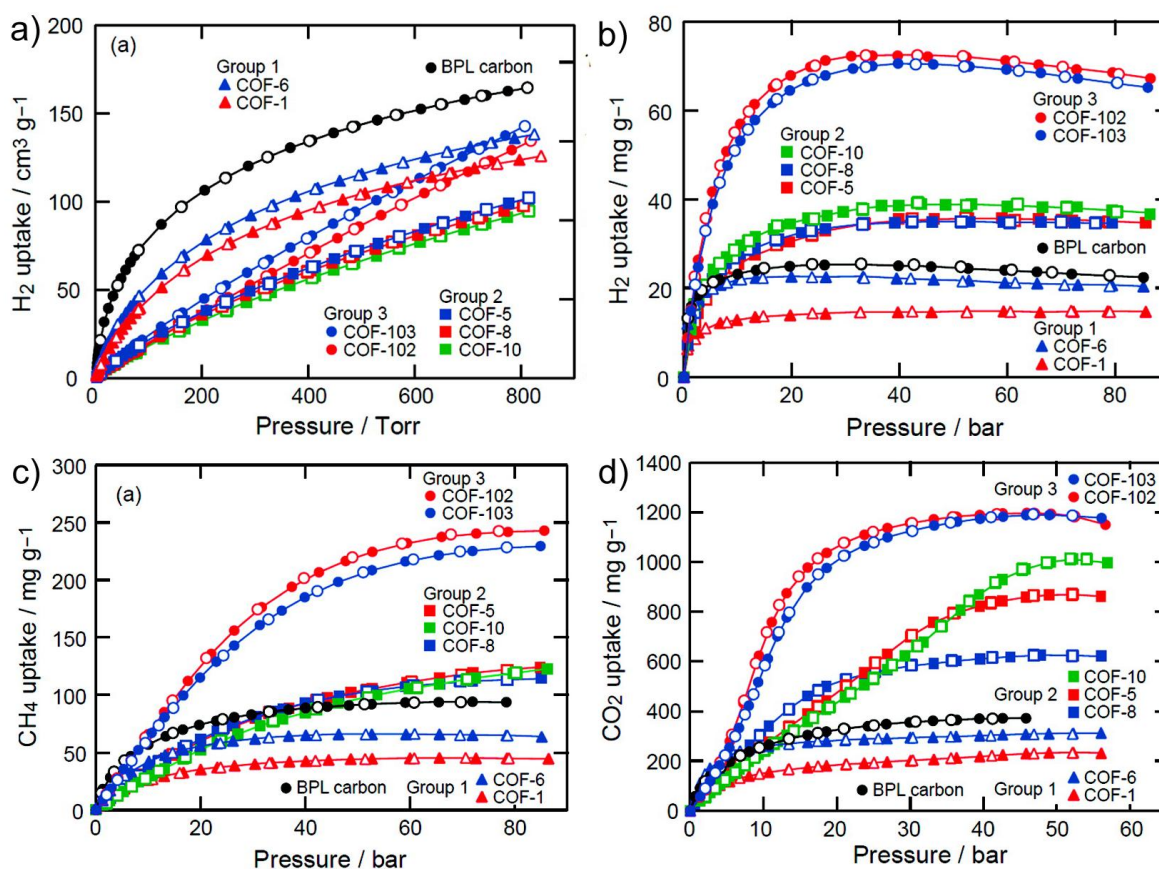 a)
(a)
H2 uptake / cm³ g⁻¹
200
150
100
50
0
BPL carbon
Group 1
COF-6
COF-1
Group 3
COF-103
COF-102
Group 2
COF-5
COF-8
COF-10
0 200 400 600 800
Pressure / Torr
b)
H2 uptake / mg g⁻¹
80
60
40
20
0
Group 3
COF-102
COF-103
Group 2
COF-10
COF-8
COF-5
BPL carbon
Group 1
COF-6
COF-1
0 20 40 60 80
Pressure / bar
c)
(a)
CH4 uptake / mg g⁻¹
300
250
200
150
100
50
0
Group 3
COF-102
COF-103
Group 2
COF-5
COF-10
COF-8
BPL carbon
Group 1
COF-6
COF-1
0 20 40 60 80
Pressure / bar
d)
CO2 uptake / mg g⁻¹
1400
1200
1000
800
600
400
200
0
Group 3
COF-103
COF-102
COF-10
Group 2
COF-5
COF-8
BPL carbon
Group 1
COF-6
COF-1
0 10 20 30 40 50 60
Pressure / bar